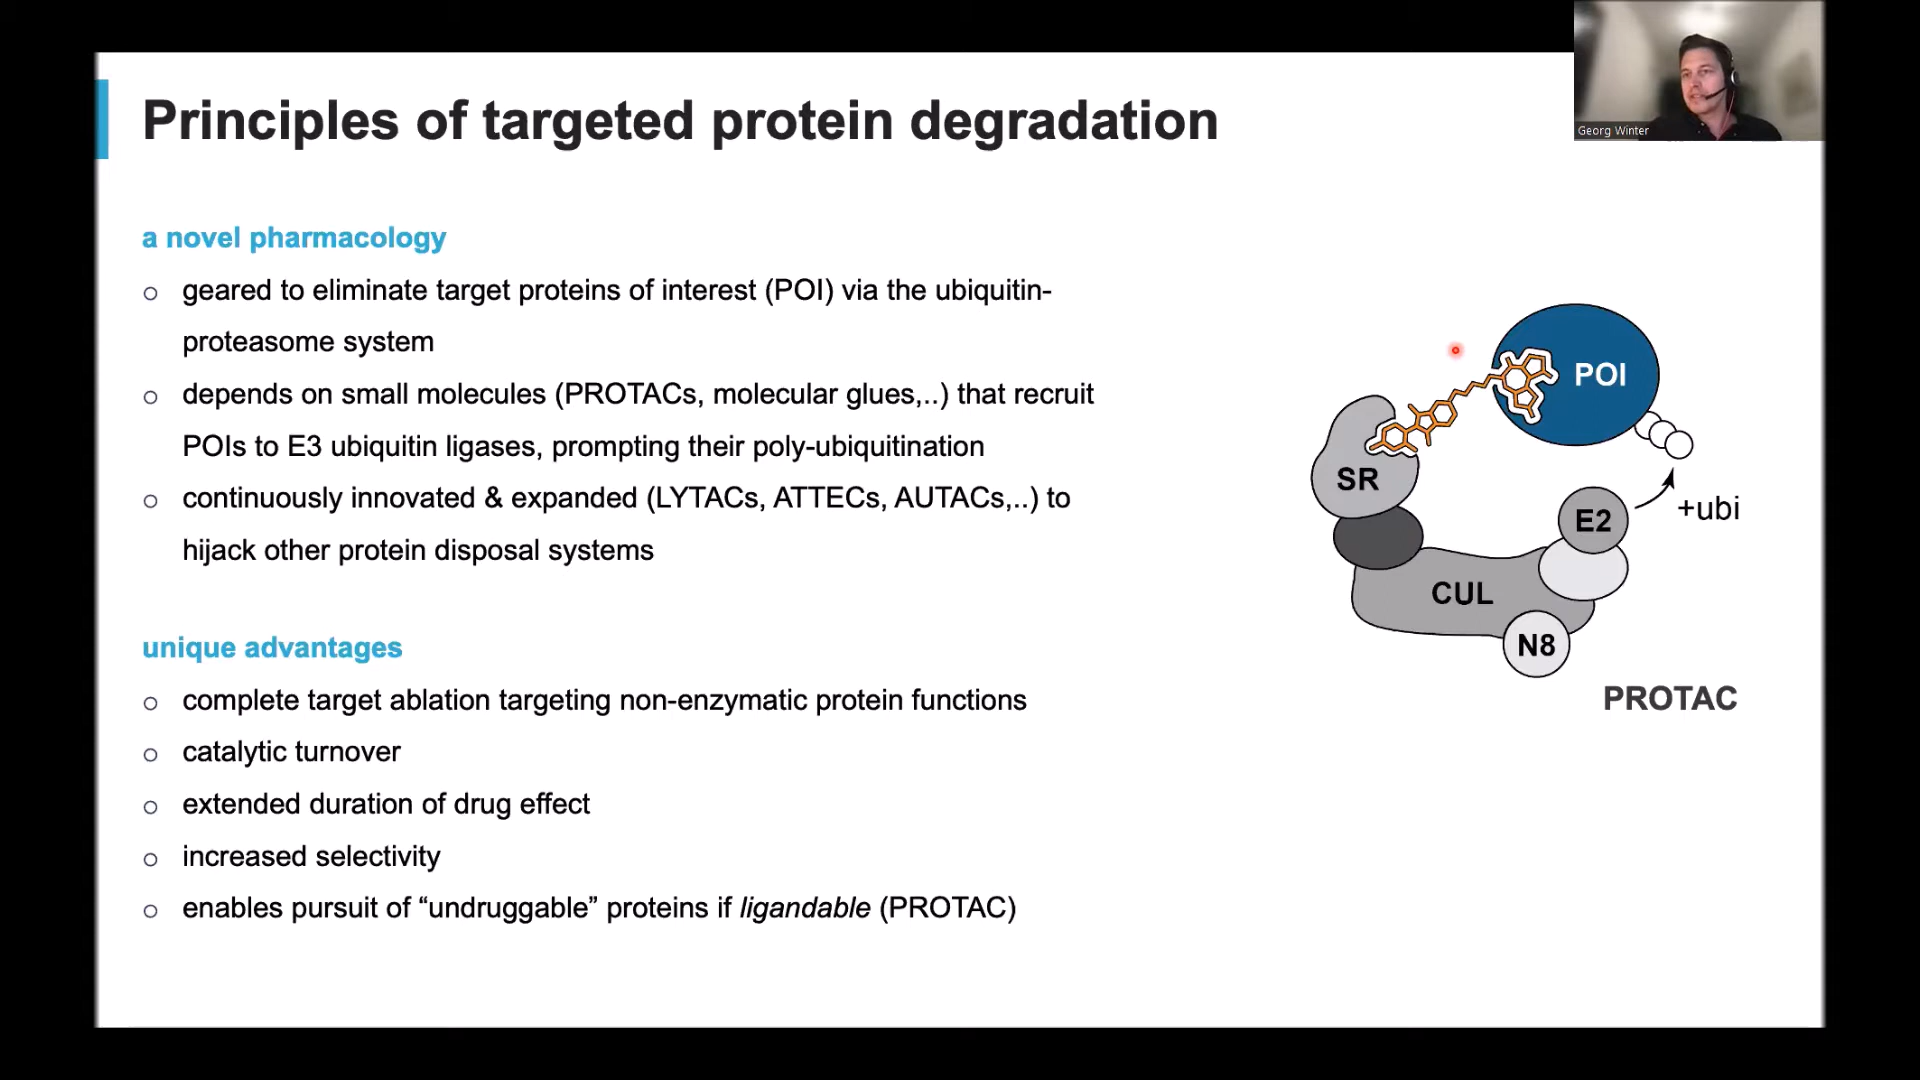 Principles of targeted protein degradation
Georg Winter
a novel pharmacology
o geared to eliminate target proteins of interest (POI) via the ubiquitin-
proteasome system
o depends on small molecules (PROTACs, molecular glues,..) that recruit
POIs to E3 ubiquitin ligases, prompting their poly-ubiquitination
o continuously innovated & expanded (LYTACs, ATTECs, AUTACs,..) to
hijack other protein disposal systems
unique advantages
o complete target ablation targeting non-enzymatic protein functions
o catalytic turnover
o extended duration of drug effect
o increased selectivity
o enables pursuit of “undruggable” proteins if ligandable (PROTAC)
POI
SR
E2
+ubi
CUL
N8
PROTAC